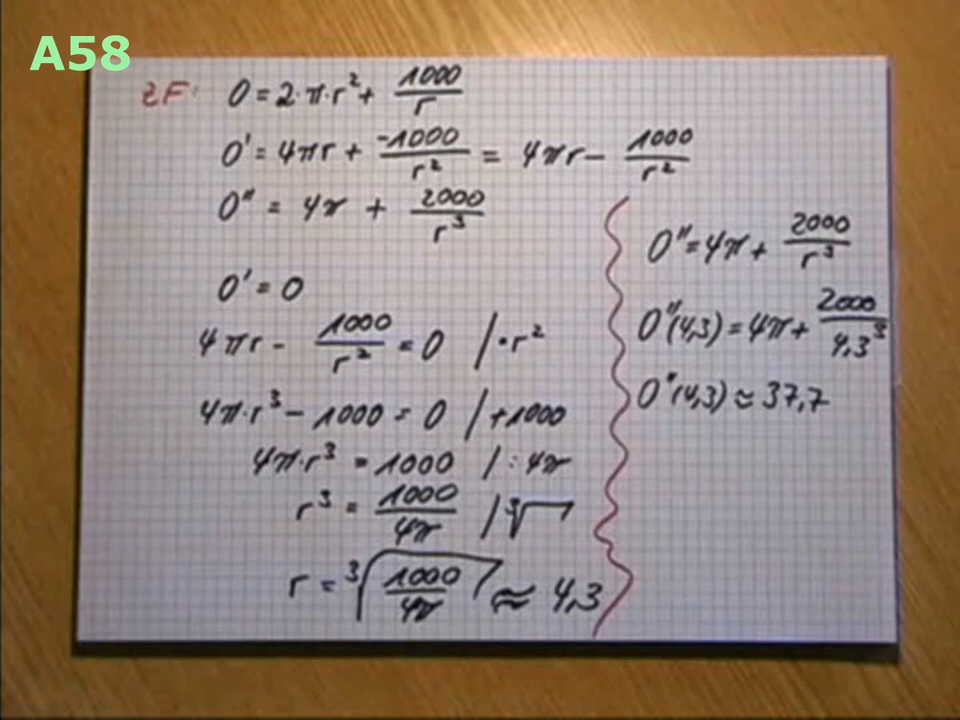 A58
ZF: O = 2·π·r² + 1000/r
O' = 4πr + -1000/r² = 4πr - 1000/r²
O" = 4π + 2000/r³
O' = 0
4πr - 1000/r² = 0 | ·r²
4π·r³ - 1000 = 0 | +1000
4π·r³ = 1000 | :4π
r³ = 1000/4π | ³√
r = ³√(1000/4π) ≈ 4,3
O" = 4π + 2000/r³
O"(4,3) = 4π + 2000/4,3³
O"(4,3) ≈ 37,7